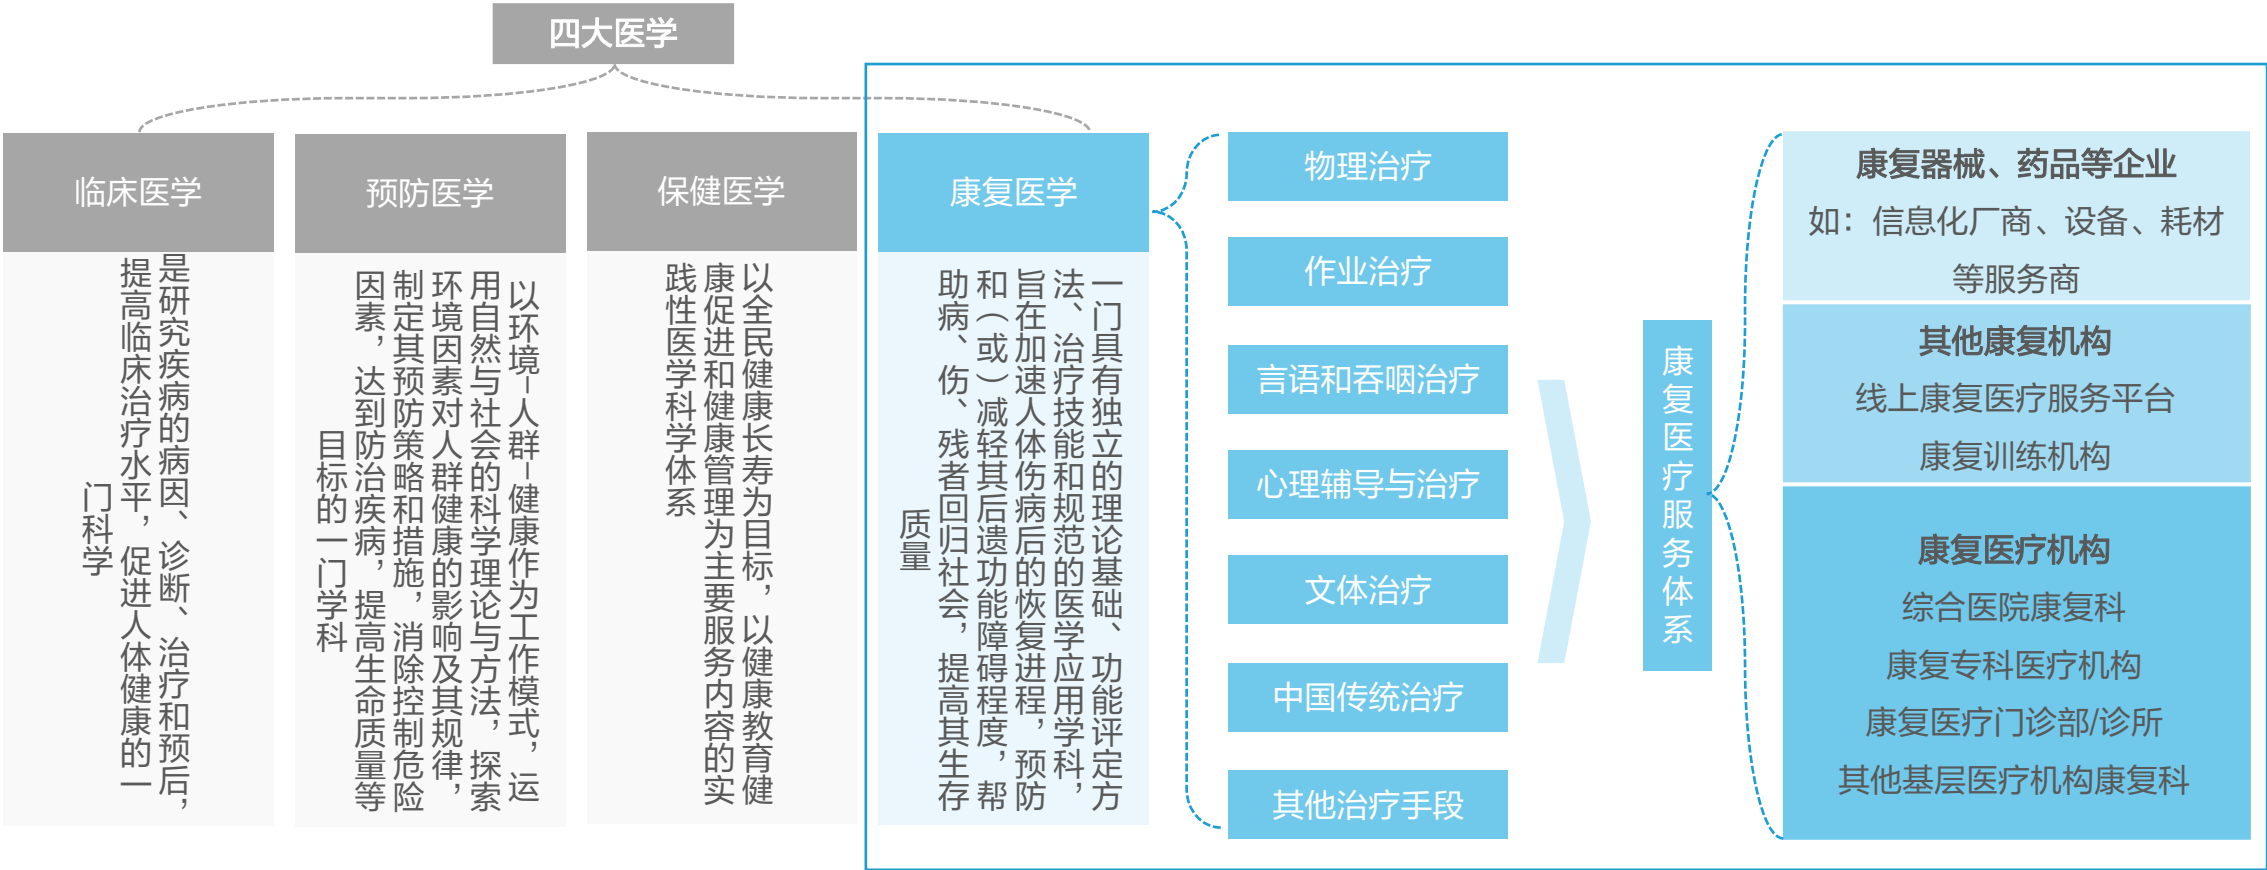 四大医学
临床医学
是研究疾病的病因、诊断、治疗和预后，
提高临床治疗水平，促进人体健康的一
门科学
预防医学
以环境–人群–健康作为工作模式，运
用自然与社会的科学理论与方法，探索
环境因素对人群健康的影响及其规律，
制定其预防策略和措施，消除控制危险
因素，达到防治疾病，提高生命质量等
目标的一门学科
保健医学
以全民健康长寿为目标，以健康教育健
康促进和健康管理为主要服务内容的实
践性医学科学体系
康复医学
一门具有独立的理论基础、功能评定方
法、治疗技能和规范的医学应用学科，
旨在加速人体伤病后的恢复进程，预防
和（或）减轻其后遗功能障碍程度，帮
助病、伤、残者回归社会，提高其生存
质量
物理治疗
作业治疗
言语和吞咽治疗
心理辅导与治疗
文体治疗
中国传统治疗
其他治疗手段
康复医疗服务体系
康复器械、药品等企业
如：信息化厂商、设备、耗材
等服务商
其他康复机构
线上康复医疗服务平台
康复训练机构
康复医疗机构
综合医院康复科
康复专科医疗机构
康复医疗门诊部/诊所
其他基层医疗机构康复科